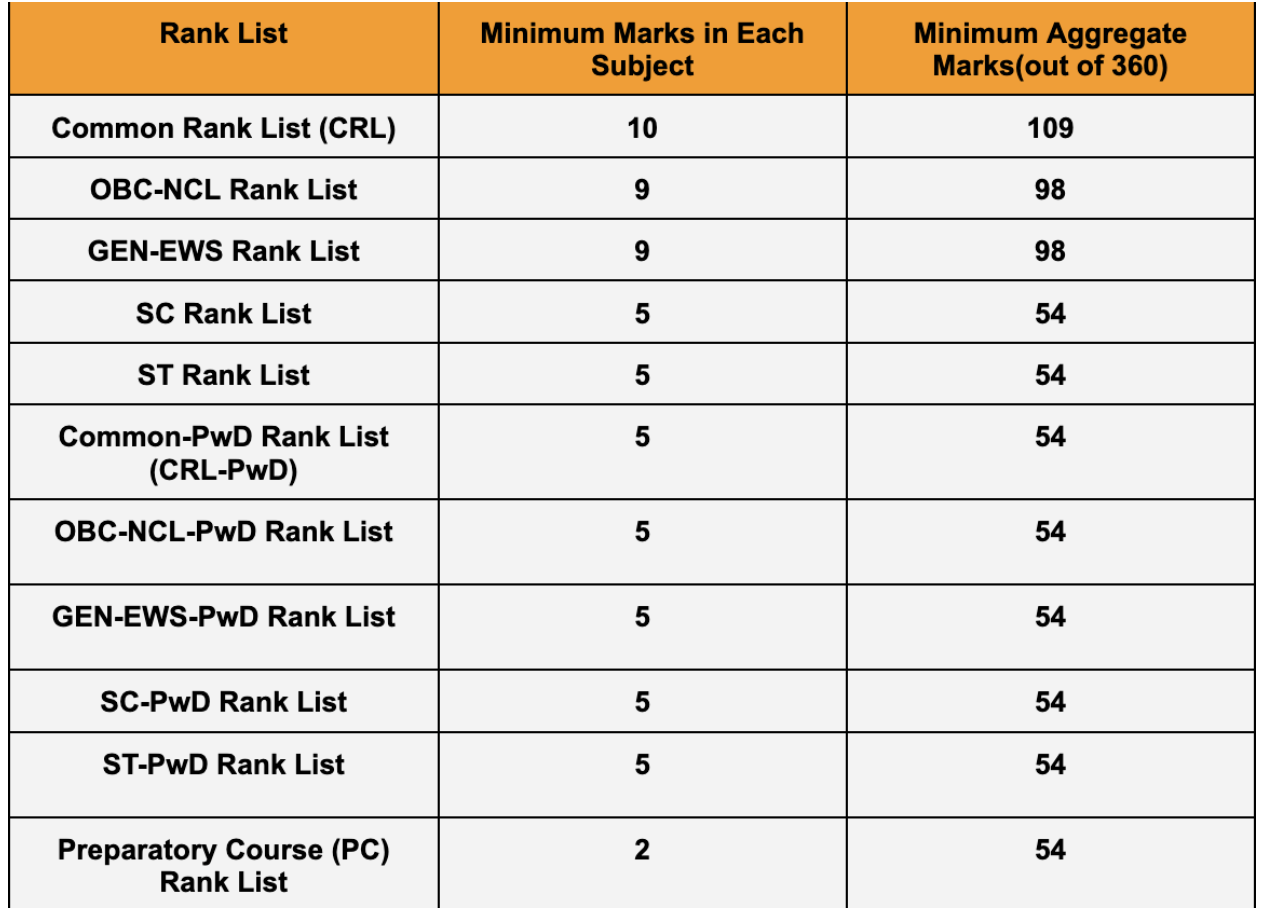 Rank List
Minimum Marks in Each
Subject
Minimum Aggregate
Marks(out of 360)
Common Rank List (CRL)
10
109
OBC-NCL Rank List
9
98
GEN-EWS Rank List
9
98
SC Rank List
5
54
ST Rank List
5
54
Common-PwD Rank List
(CRL-PwD)
5
54
OBC-NCL-PwD Rank List
5
54
GEN-EWS-PwD Rank List
5
54
SC-PwD Rank List
5
54
ST-PwD Rank List
5
54
Preparatory Course (PC)
Rank List
2
54